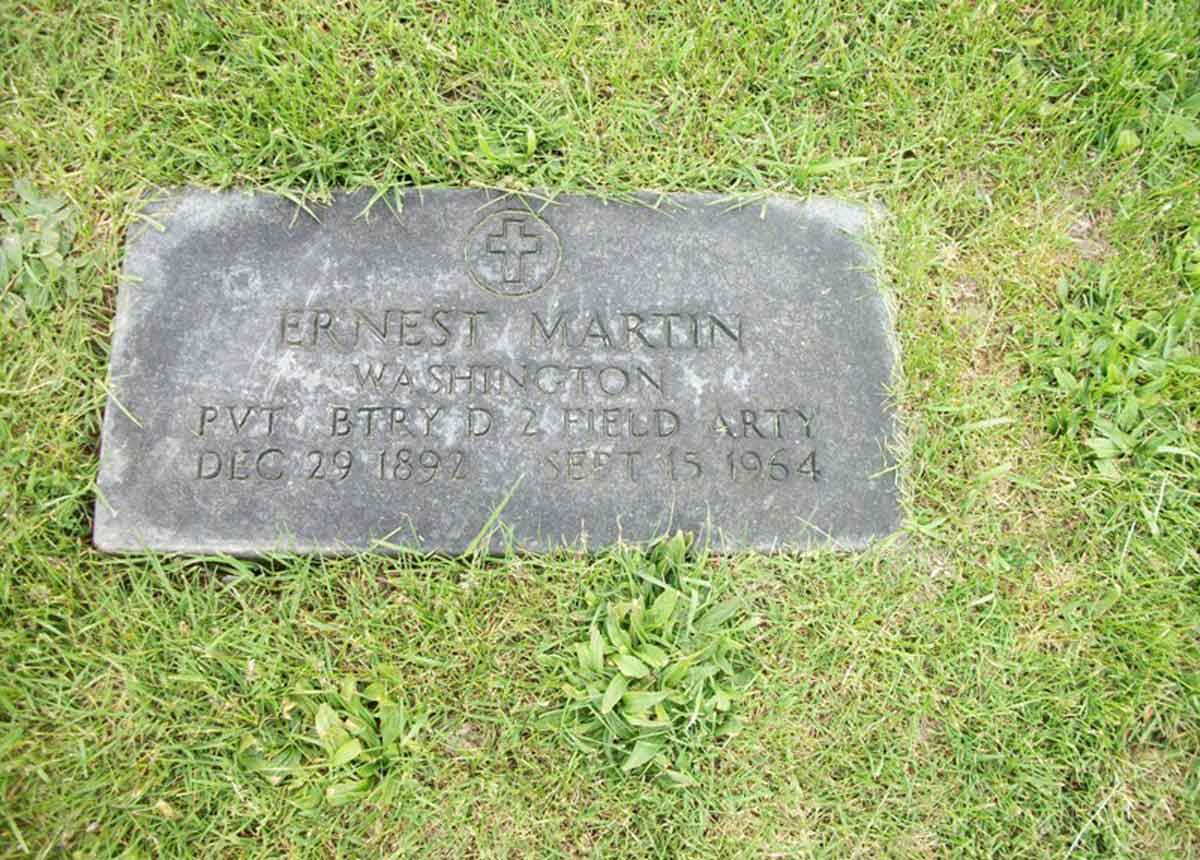 ERNEST MARTIN
WASHINGTON
PVT BTRY D 2 FIELD ARTY
DEC 29 1892 SEPT 15 1964